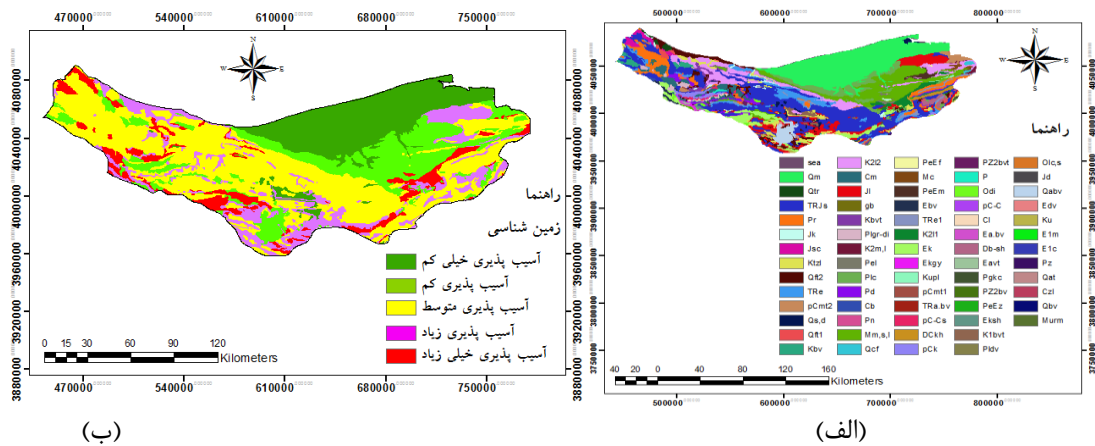 470000 540000 610000 680000 750000
N
W E
S
4080000 4040000 4000000 3960000 3920000 3880000
راهنما
زمین شناسی
آسیب پذیری خیلی کم
آسیب پذیری کم
آسیب پذیری متوسط
آسیب پذیری زیاد
آسیب پذیری خیلی زیاد
0 15 30 60 90 120
Kilometers
470000 540000 610000 680000 750000
(ب)
500000 600000 700000 800000
N
W E
S
4050000 4000000 3950000 3900000 3850000 3800000 3750000
راهنما
sea K2l2 PeEf PZ2bvt Olc,s
Qm Cm Mc P Jd
Qtr Jl PeEm Odi Qabv
TRJs gb Ebv pC-C Edv
Pr Kbvt TRe1 Cl Ku
Jk Plgr-di K2l1 Ea.bv E1m
Jsc K2m,l Ek Db-sh E1c
Ktzl Pel Ekgy Eavt Pz
Qft2 Plc Kupl Pgkc Qat
TRe Pd pCmt1 PZ2bv Czl
pCmt2 Cb TRa.bv PeEz Qbv
Qs,d Pn pC-Cs Eksh Murm
Qft1 Mm,s,l DCkh K1bvt
Kbv Qcf pCk Pldv
40 20 0 40 80 120 160
Kilometers
500000 600000 700000 800000
(الف)